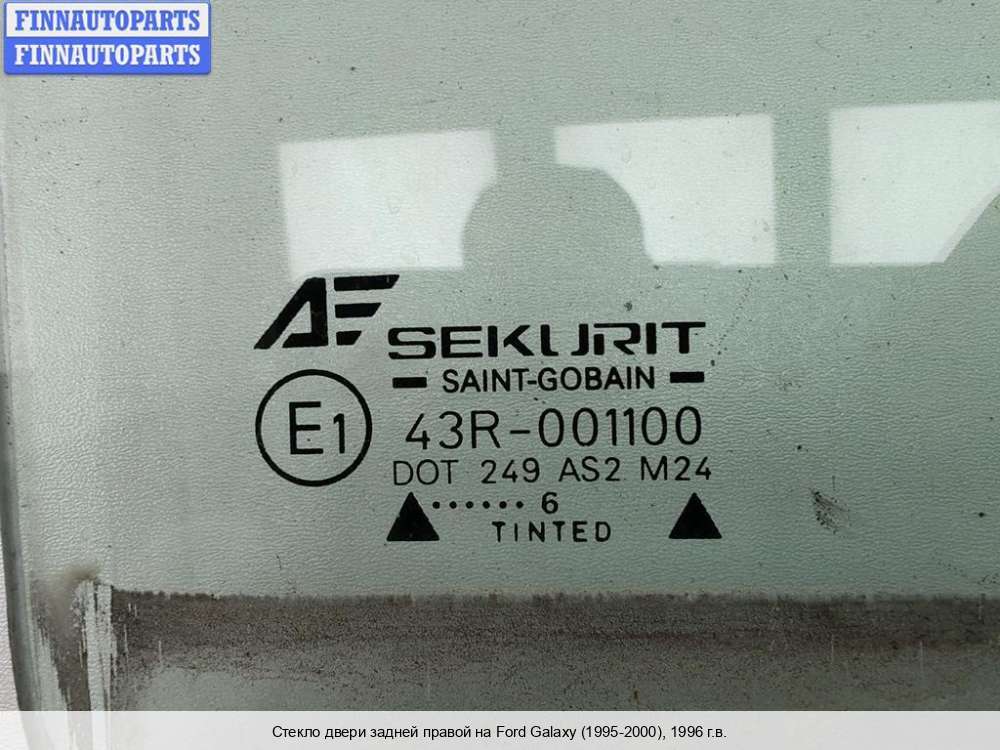 FINNAUTOPARTS
FINNAUTOPARTS
AF SEKURIT
SAINT-GOBAIN
E1 43R-001100
DOT 249 AS2 M24
...... 6
TINTED
Стекло двери задней правой на Ford Galaxy (1995-2000), 1996 г.в.